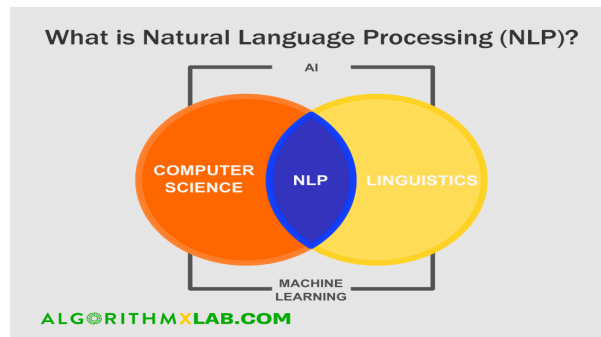 What is Natural Language Processing (NLP)?
AI
COMPUTER
SCIENCE
NLP
LINGUISTICS
MACHINE
LEARNING
ALGORITHMXLAB.COM